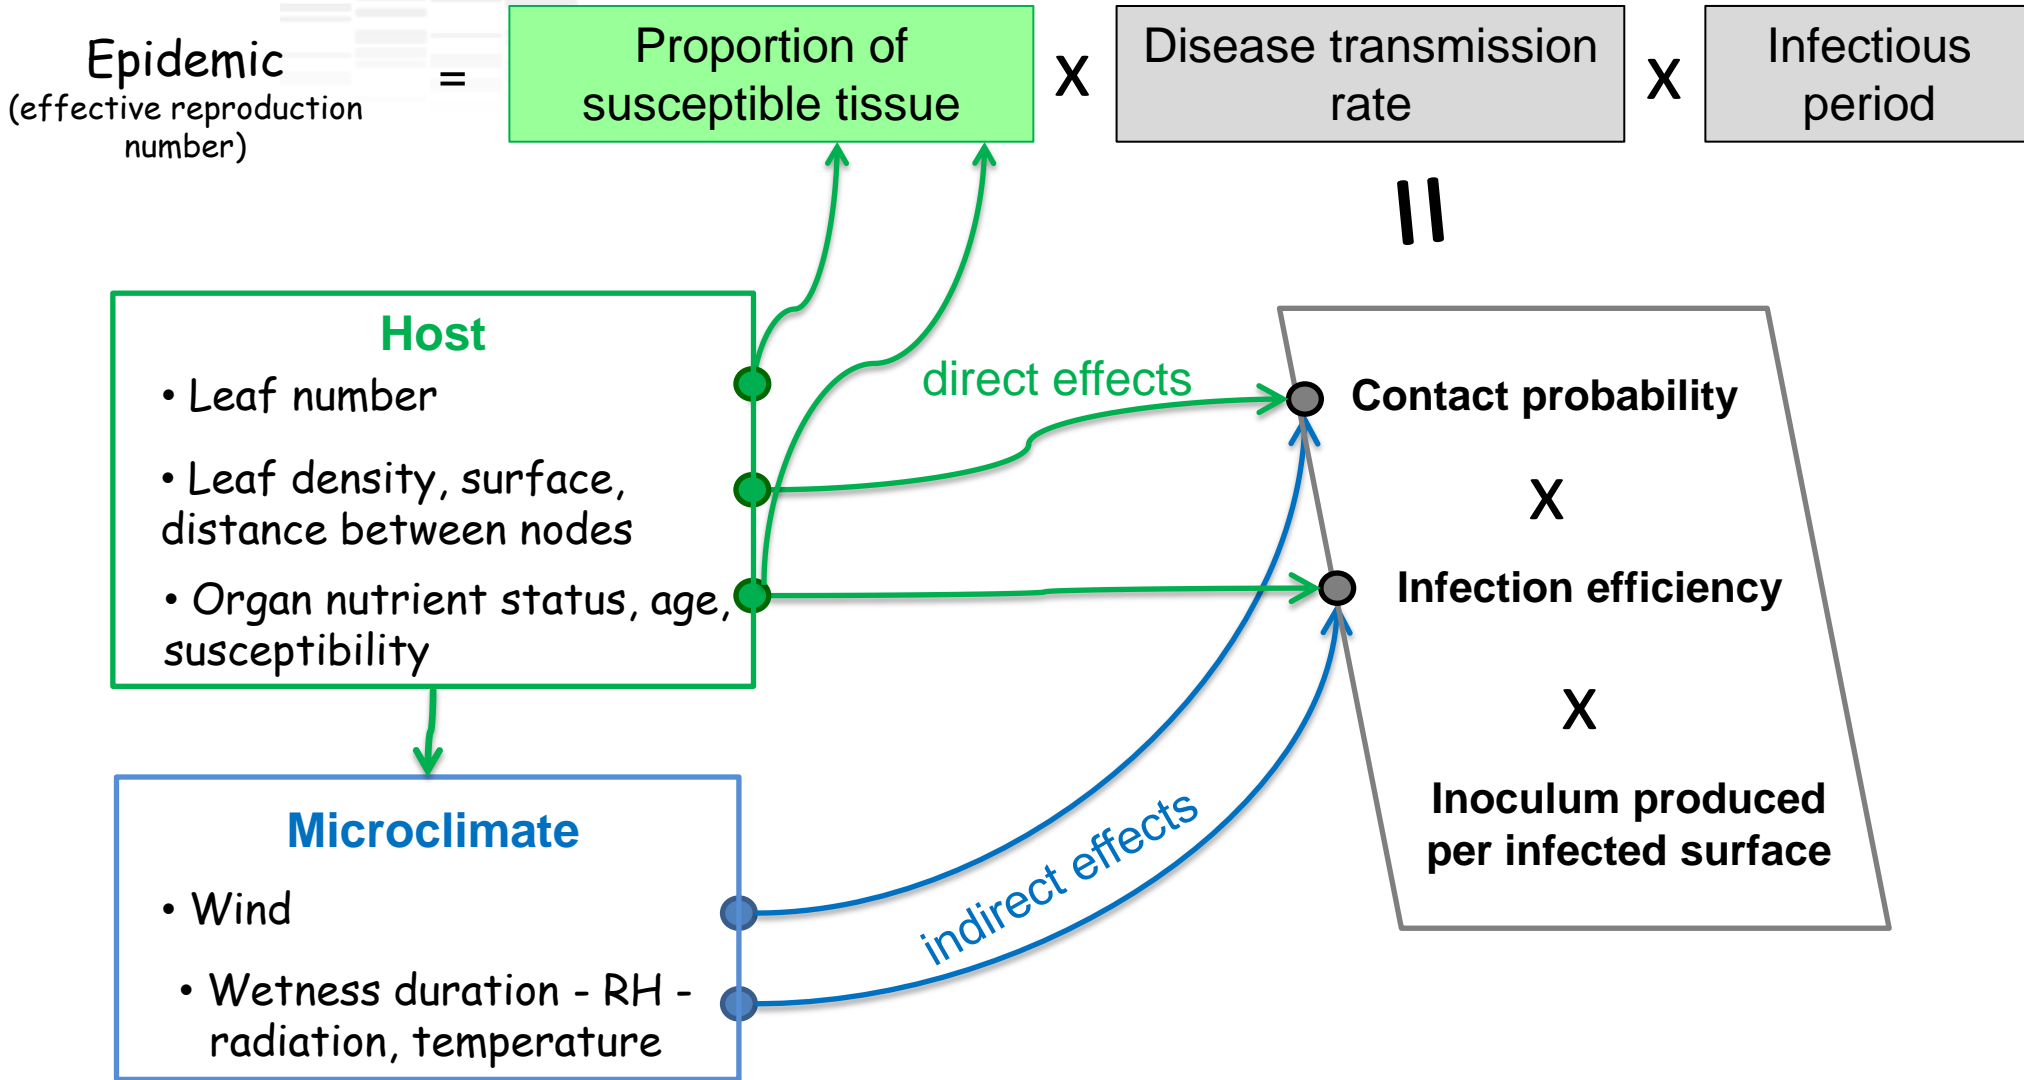 Epidemic
(effective reproduction
number)
=
Proportion of
susceptible tissue
X
Disease transmission
rate
X
Infectious
period
=
Host
• Leaf number
• Leaf density, surface,
distance between nodes
• Organ nutrient status, age,
susceptibility
direct effects
Contact probability
X
Infection efficiency
X
Inoculum produced
per infected surface
Microclimate
• Wind
• Wetness duration - RH -
radiation, temperature
indirect effects